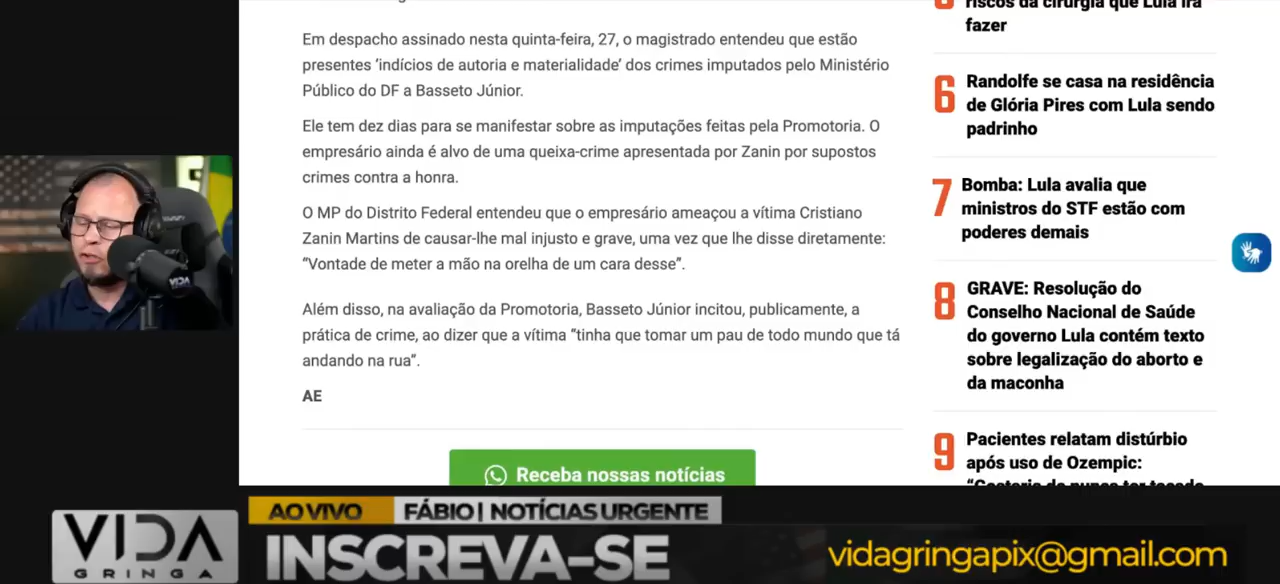 Em despacho assinado nesta quinta-feira, 27, o magistrado entendeu que estão
presentes ‘indícios de autoria e materialidade’ dos crimes imputados pelo Ministério
Público do DF a Basseto Júnior.
Ele tem dez dias para se manifestar sobre as imputações feitas pela Promotoria. O
empresário ainda é alvo de uma queixa-crime apresentada por Zanin por supostos
crimes contra a honra.
O MP do Distrito Federal entendeu que o empresário ameaçou a vítima Cristiano
Zanin Martins de causar-lhe mal injusto e grave, uma vez que lhe disse diretamente:
“Vontade de meter a mão na orelha de um cara desse”.
Além disso, na avaliação da Promotoria, Basseto Júnior incitou, publicamente, a
prática de crime, ao dizer que a vítima “tinha que tomar um pau de todo mundo que tá
andando na rua”.
AE
Receba nossas notícias
riscos da cirurgia que Lula irá
fazer
6 Randolfe se casa na residência
de Glória Pires com Lula sendo
padrinho
7 Bomba: Lula avalia que
ministros do STF estão com
poderes demais
8 GRAVE: Resolução do
Conselho Nacional de Saúde
do governo Lula contém texto
sobre legalização do aborto e
da maconha
9 Pacientes relatam distúrbio
após uso de Ozempic:
VIDA
VIDA
GRINGA
AO VIVO FÁBIO | NOTÍCIAS URGENTE
INSCREVA-SE
vidagringapix@gmail.com